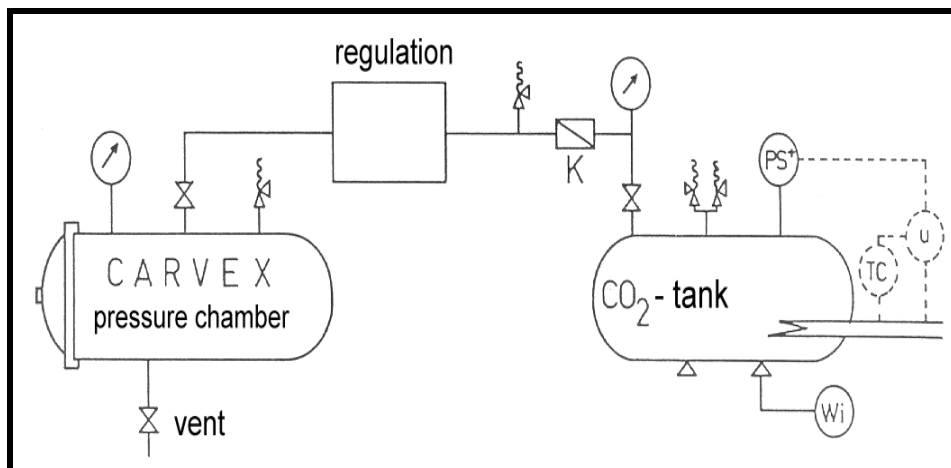 regulation
K
PS+
U
TC
CARVEX
pressure chamber
CO2 - tank
Wi
vent